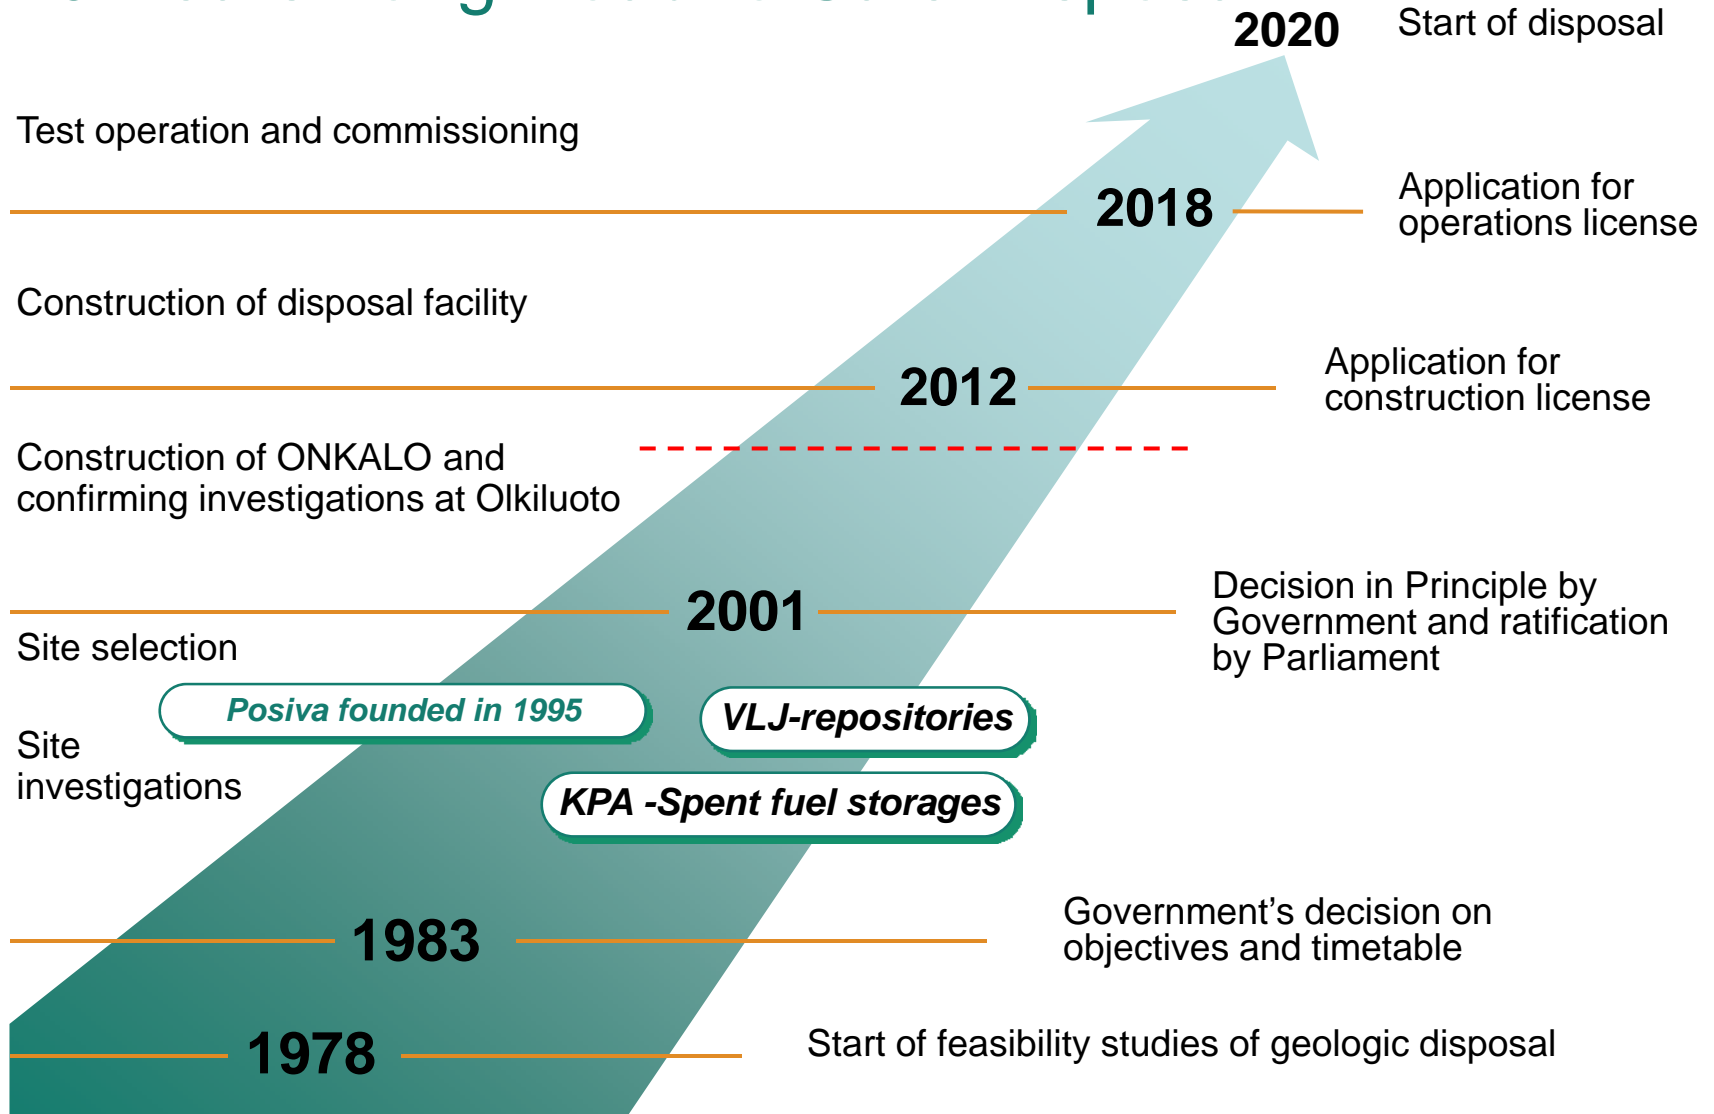 2020
Start of disposal
Test operation and commissioning
2018
Application for
operations license
Construction of disposal facility
2012
Application for
construction license
Construction of ONKALO and
confirming investigations at Olkiluoto
2001
Decision in Principle by
Government and ratification
by Parliament
Site selection
Posiva founded in 1995
VLJ-repositories
Site
investigations
KPA -Spent fuel storages
1983
Government’s decision on
objectives and timetable
1978
Start of feasibility studies of geologic disposal